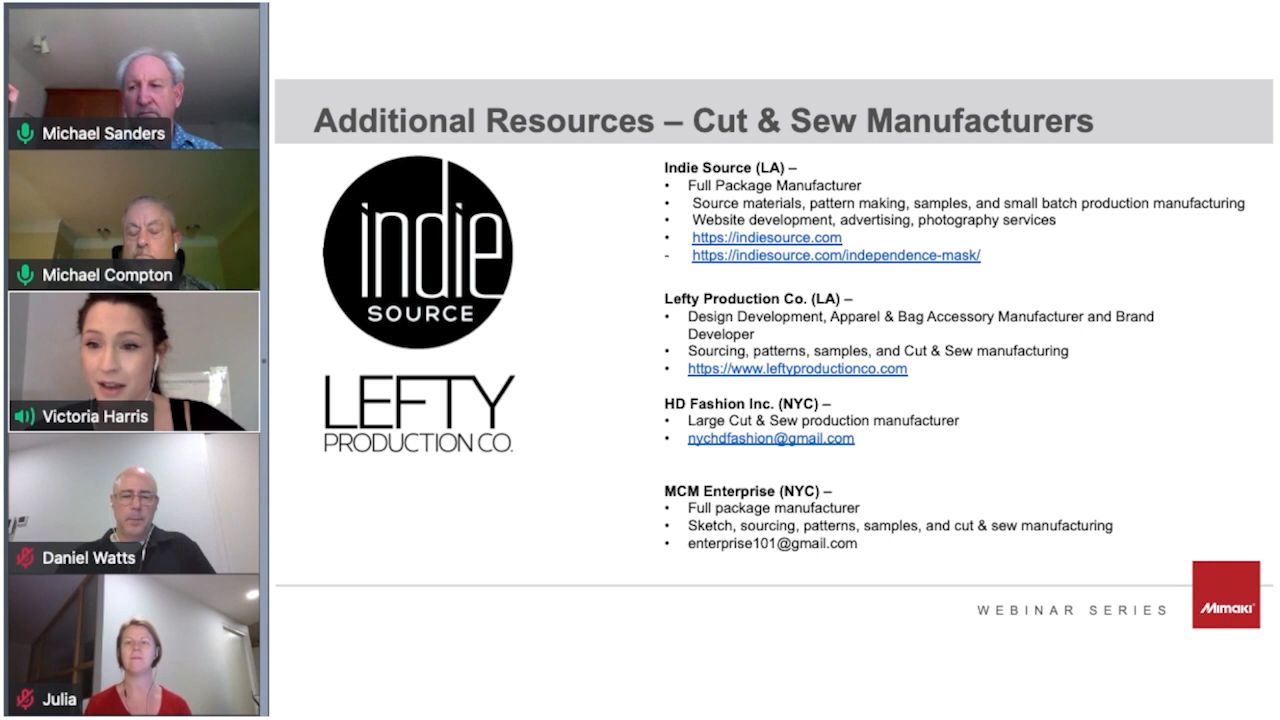 Michael Sanders
Michael Compton
Victoria Harris
Daniel Watts
Julia
Additional Resources – Cut & Sew Manufacturers
indie
SOURCE
LEFTY
PRODUCTION CO.
Indie Source (LA) –
• Full Package Manufacturer
• Source materials, pattern making, samples, and small batch production manufacturing
• Website development, advertising, photography services
• https://indiesource.com
- https://indiesource.com/independence-mask/
Lefty Production Co. (LA) –
• Design Development, Apparel & Bag Accessory Manufacturer and Brand
Developer
• Sourcing, patterns, samples, and Cut & Sew manufacturing
• https://www.leftyproductionco.com
HD Fashion Inc. (NYC) –
• Large Cut & Sew production manufacturer
• nychdfashion@gmail.com
MCM Enterprise (NYC) –
• Full package manufacturer
• Sketch, sourcing, patterns, samples, and cut & sew manufacturing
• enterprise101@gmail.com
WEBINAR SERIES
Mimaki